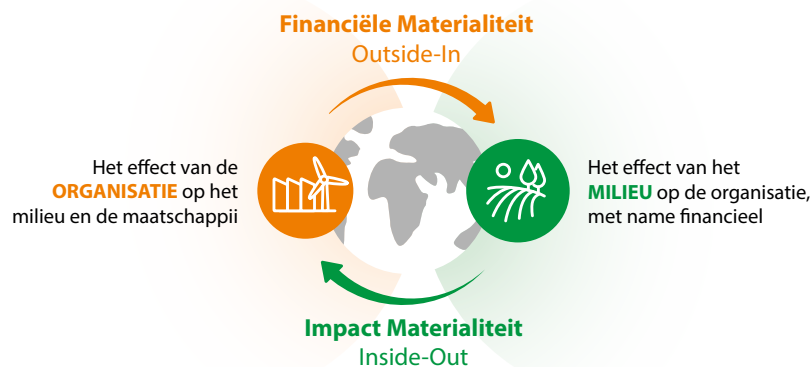 Financiële Materialiteit
Outside-In
Het effect van de
ORGANISATIE op het
milieu en de maatschappii
Het effect van het
MILIEU op de organisatie,
met name financieel
Impact Materialiteit
Inside-Out